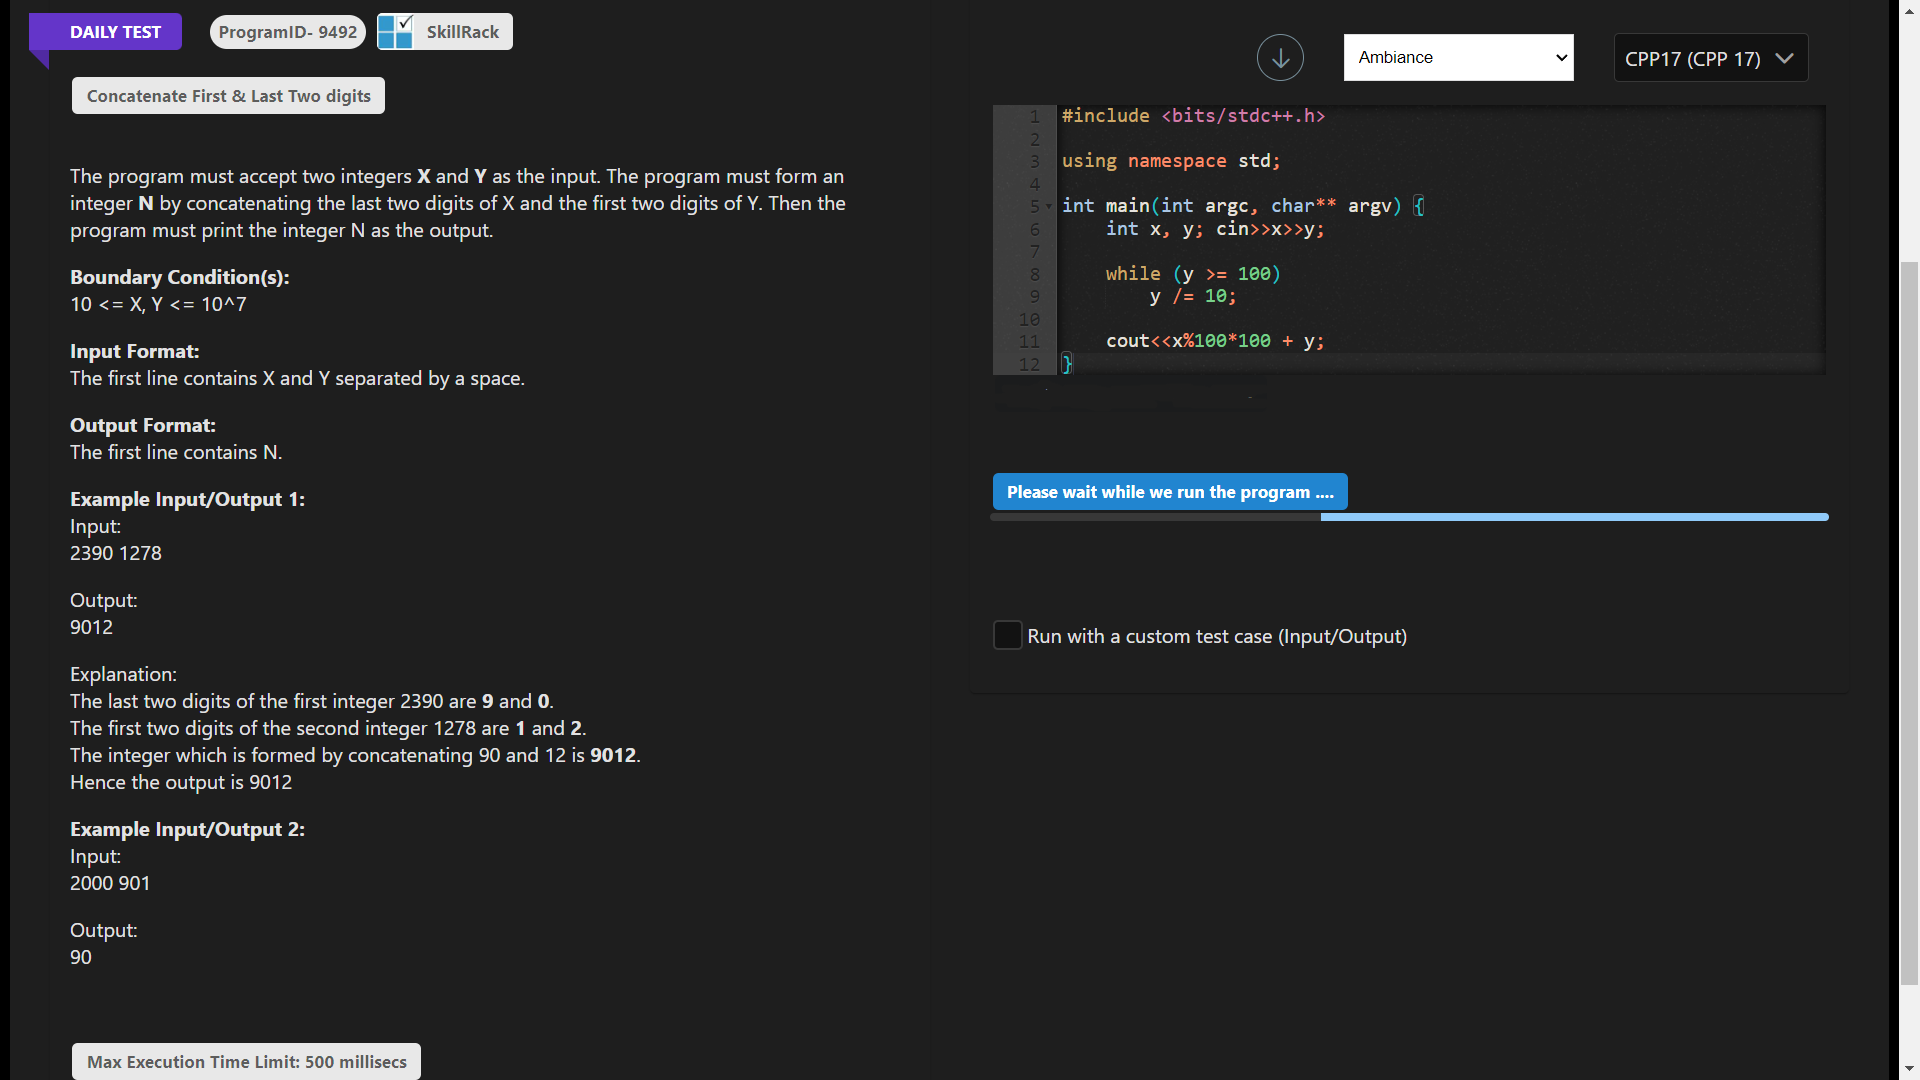 DAILY TEST
ProgramID- 9492
SkillRack
Concatenate First & Last Two digits
The program must accept two integers X and Y as the input. The program must form an
integer N by concatenating the last two digits of X and the first two digits of Y. Then the
program must print the integer N as the output.
Boundary Condition(s):
10 <= X, Y <= 10^7
Input Format:
The first line contains X and Y separated by a space.
Output Format:
The first line contains N.
Example Input/Output 1:
Input:
2390 1278
Output:
9012
Explanation:
The last two digits of the first integer 2390 are 9 and 0.
The first two digits of the second integer 1278 are 1 and 2.
The integer which is formed by concatenating 90 and 12 is 9012.
Hence the output is 9012
Example Input/Output 2:
Input:
2000 901
Output:
90
Max Execution Time Limit: 500 millisecs
Ambiance
CPP17 (CPP 17)
1 #include <bits/stdc++.h>
2
3 using namespace std;
4
5 int main(int argc, char** argv) {
6     int x, y; cin>>x>>y;
7
8     while (y >= 100)
9         y /= 10;
10
11     cout<<x%100*100 + y;
12 }
Please wait while we run the program ....
Run with a custom test case (Input/Output)